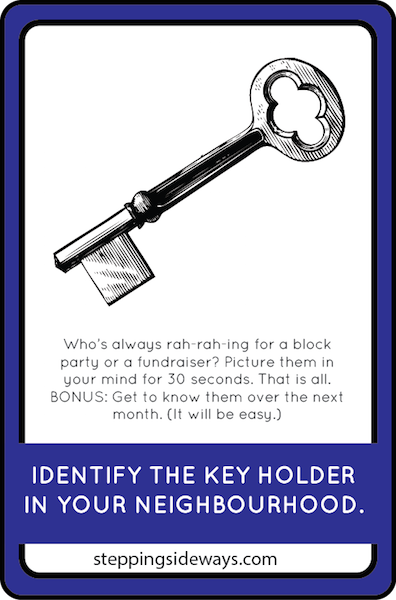 Who's always rah-rah-ing for a block
party or a fundraiser? Picture them in
your mind for 30 seconds. That is all.
BONUS: Get to know them over the next
month. (It will be easy.)
IDENTIFY THE KEY HOLDER
IN YOUR NEIGHBOURHOOD.
steppingsideways.com